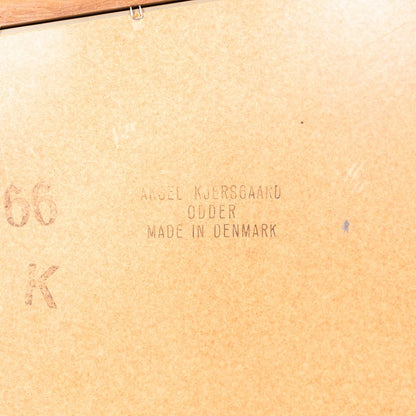 AKSEL KJERSGAARD
ODDER
MADE IN DENMARK
66
K